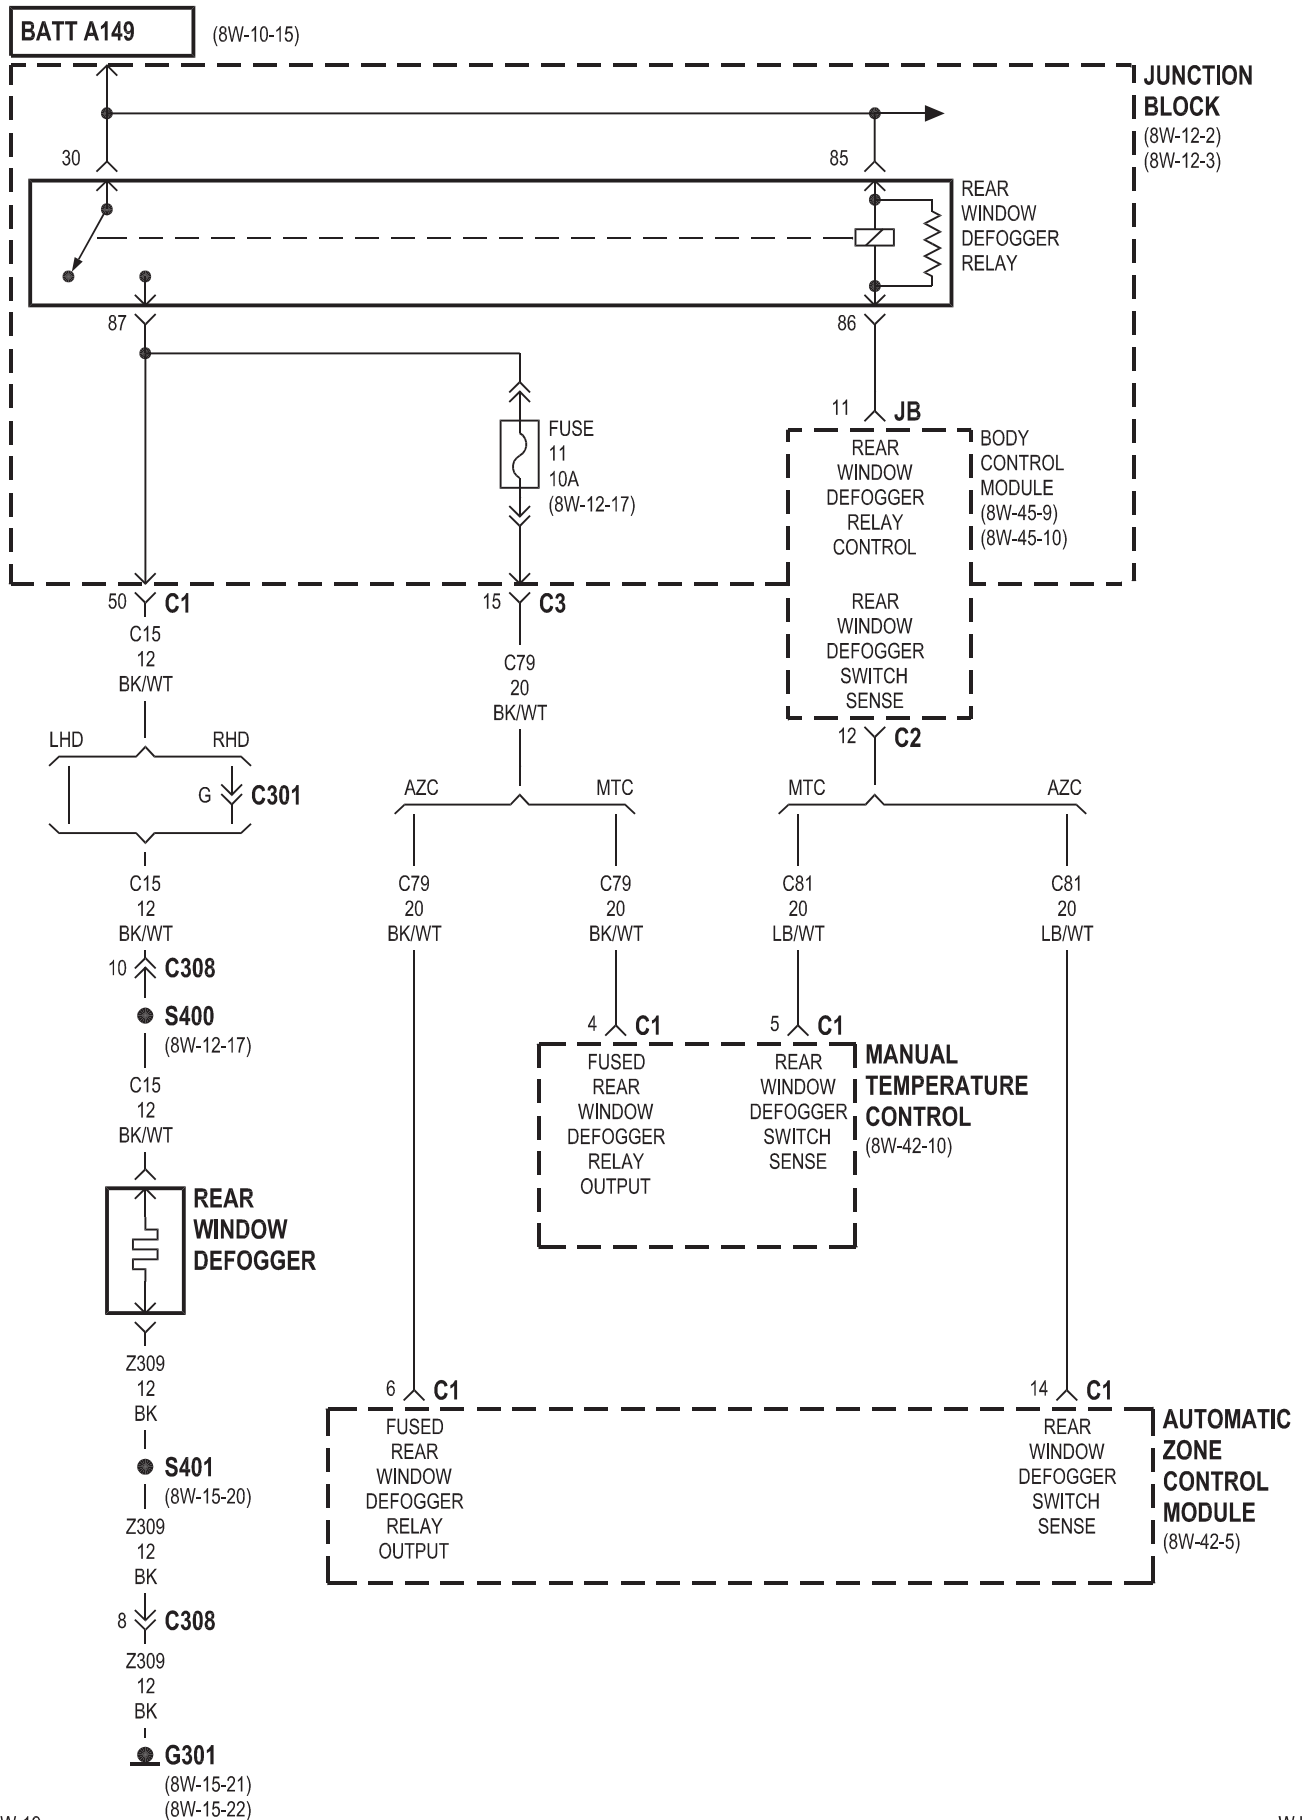 BATT A149
(8W-10-15)
JUNCTION
BLOCK
(8W-12-2)
(8W-12-3)
30
85
REAR
WINDOW
DEFOGGER
RELAY
87
86
11 JB
FUSE
11
10A
(8W-12-17)
REAR
WINDOW
DEFOGGER
RELAY
CONTROL
BODY
CONTROL
MODULE
(8W-45-9)
(8W-45-10)
50 C1
15 C3
REAR
WINDOW
DEFOGGER
SWITCH
SENSE
C15
12
BK/WT
C79
20
BK/WT
12 C2
LHD
RHD
G C301
AZC
MTC
MTC
AZC
C15
12
BK/WT
C79
20
BK/WT
C79
20
BK/WT
C81
20
LB/WT
C81
20
LB/WT
10 C308
S400
(8W-12-17)
4 C1
5 C1
C15
12
BK/WT
FUSED
REAR
WINDOW
DEFOGGER
RELAY
OUTPUT
REAR
WINDOW
DEFOGGER
SWITCH
SENSE
MANUAL
TEMPERATURE
CONTROL
(8W-42-10)
REAR
WINDOW
DEFOGGER
Z309
12
BK
6 C1
14 C1
FUSED
REAR
WINDOW
DEFOGGER
RELAY
OUTPUT
REAR
WINDOW
DEFOGGER
SWITCH
SENSE
AUTOMATIC
ZONE
CONTROL
MODULE
(8W-42-5)
S401
(8W-15-20)
Z309
12
BK
8 C308
Z309
12
BK
G301
(8W-15-21)
(8W-15-22)